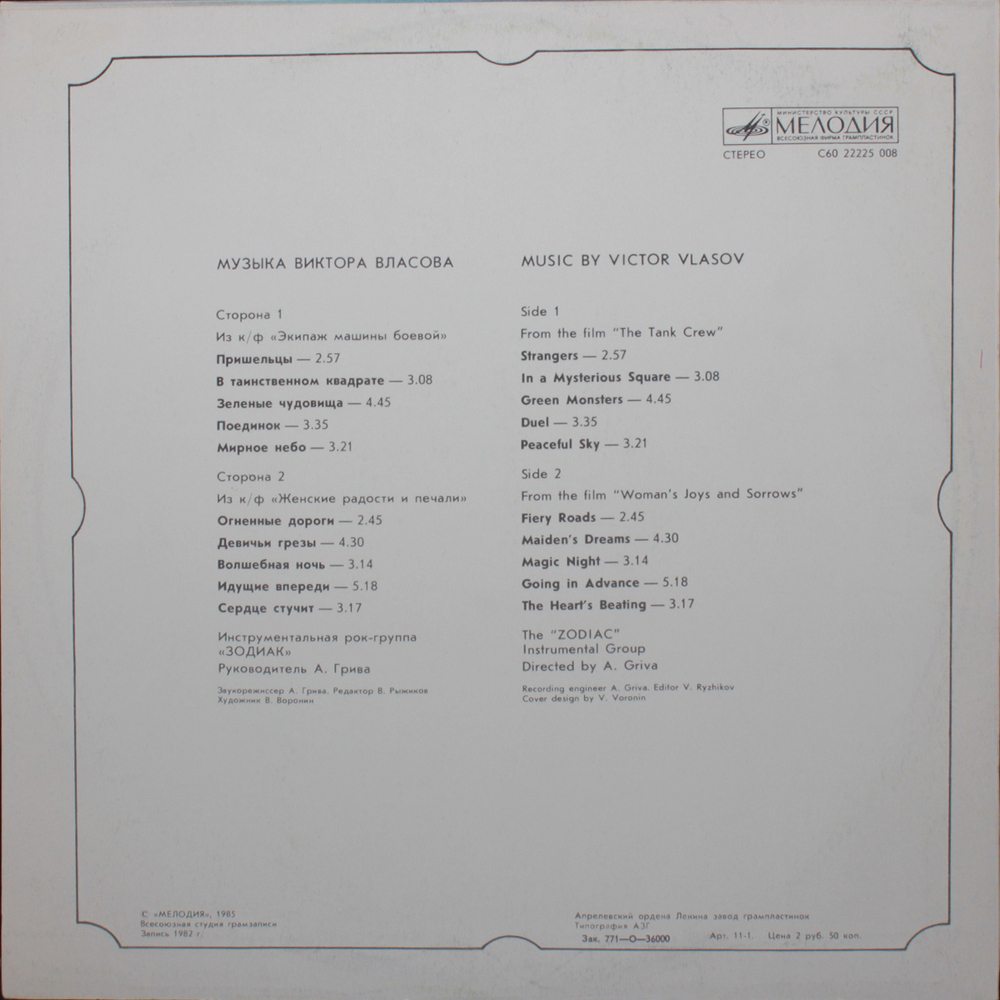 МИНИСТЕРСТВО КУЛЬТУРЫ СССР
МЕЛОДИЯ
ВСЕСОЮЗНАЯ ФИРМА ГРАМПЛАСТИНОК
СТЕРЕО С60 22225 008
МУЗЫКА ВИКТОРА ВЛАСОВА
Сторона 1
Из к/ф «Экипаж машины боевой»
Пришельцы — 2.57
В таинственном квадрате — 3.08
Зеленые чудовища — 4.45
Поединок — 3.35
Мирное небо — 3.21
Сторона 2
Из к/ф «Женские радости и печали»
Огненные дороги — 2.45
Девичьи грезы — 4.30
Волшебная ночь — 3.14
Идущие впереди — 5.18
Сердце стучит — 3.17
Инструментальная рок-группа
«ЗОДИАК»
Руководитель А. Грива
Звукорежиссер А. Грива. Редактор В. Рыжиков
Художник В. Воронин
MUSIC BY VICTOR VLASOV
Side 1
From the film "The Tank Crew"
Strangers — 2.57
In a Mysterious Square — 3.08
Green Monsters — 4.45
Duel — 3.35
Peaceful Sky — 3.21
Side 2
From the film "Woman's Joys and Sorrows"
Fiery Roads — 2.45
Maiden's Dreams — 4.30
Magic Night — 3.14
Going in Advance — 5.18
The Heart's Beating — 3.17
The "ZODIAC"
Instrumental Group
Directed by A. Griva
Recording engineer A. Griva. Editor V. Ryzhikov
Cover design by V. Voronin
© «МЕЛОДИЯ», 1985
Всесоюзная студия грамзаписи
Запись 1982 г.
Апрелевский ордена Ленина завод грампластинок
Типография АЗГ
Зак. 771—О—36000 Арт. 11-1. Цена 2 руб. 50 коп.